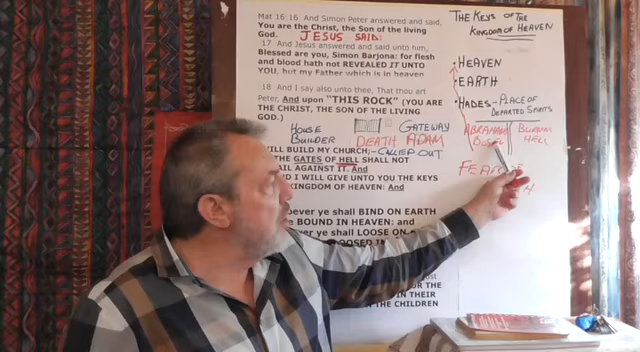 Mat 16:16 And Simon Peter answered and said,
You are the Christ, the Son of the living
God. JESUS SAID:
17 And Jesus answered and said unto him,
Blessed are you, Simon Barjona: for flesh
and blood hath not REVEALED IT UNTO
YOU, but my Father which is in heaven
18 And I say also unto thee, That thou art
Peter, And upon "THIS ROCK" (YOU ARE
THE CHRIST, THE SON OF THE LIVING
GOD.)
HOUSE BUILDER
GATEWAY
DEATH ADAM
WILL BUILD MY CHURCH; -CALLED OUT
THE GATES OF HELL SHALL NOT
AGAINST IT. And
I WILL GIVE UNTO YOU THE KEYS
KINGDOM OF HEAVEN: And
ye shall BIND ON EARTH
BE BOUND IN HEAVEN: and
ye shall LOOSE ON
LOOSED IN
FOR THE
IN THEIR
THE CHILDREN
THE KEYS OF THE
KINGDOM OF HEAVEN
• HEAVEN
• EARTH
• HADES - PLACE OF
DEPARTED SPIRITS
ABRAHAM BOSEM
BURNING HELL